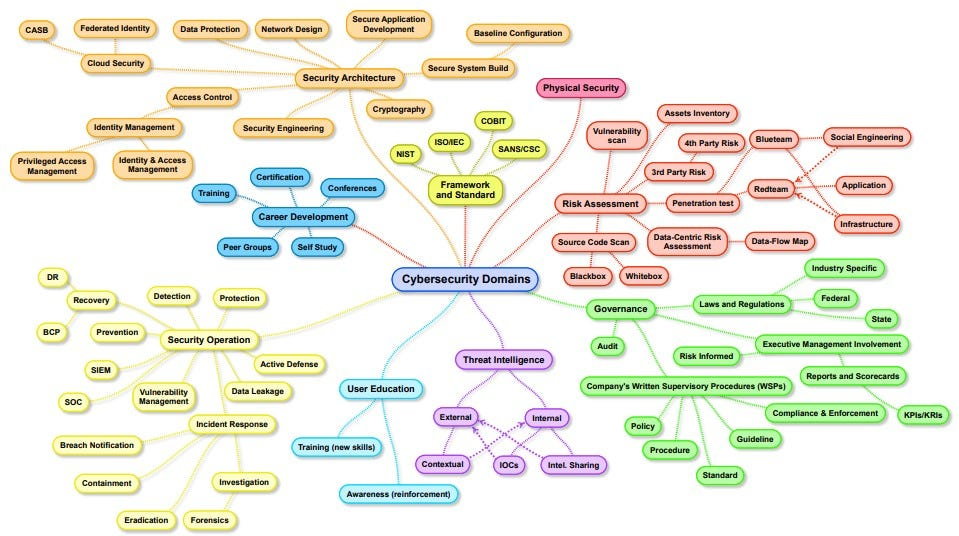 CASB
Federated Identity
Cloud Security
Data Protection
Network Design
Secure Application
Development
Baseline Configuration
Secure System Build
Security Architecture
Access Control
Cryptography
Security Engineering
Identity Management
Privileged Access
Management
Identity & Access
Management
Physical Security
COBIT
ISO/IEC
NIST
SANS/CSC
Framework
and Standard
Certification
Training
Conferences
Career Development
Peer Groups
Self Study
Assets Inventory
Vulnerability
scan
4th Party Risk
3rd Party Risk
Blueteam
Social Engineering
Redteam
Application
Infrastructure
Penetration test
Risk Assessment
Source Code Scan
Blackbox
Whitebox
Data-Centric Risk
Assessment
Data-Flow Map
Cybersecurity Domains
DR
Recovery
BCP
Detection
Protection
Prevention
Security Operation
SIEM
Active Defense
SOC
Vulnerability
Management
Data Leakage
Incident Response
Breach Notification
Containment
Investigation
Eradication
Forensics
User Education
Training (new skills)
Awareness (reinforcement)
Threat Intelligence
External
Internal
Contextual
IOCs
Intel. Sharing
Governance
Industry Specific
Laws and Regulations
Federal
State
Audit
Risk Informed
Executive Management Involvement
Reports and Scorecards
KPIs/KRIs
Company's Written Supervisory Procedures (WSPs)
Compliance & Enforcement
Policy
Procedure
Guideline
Standard